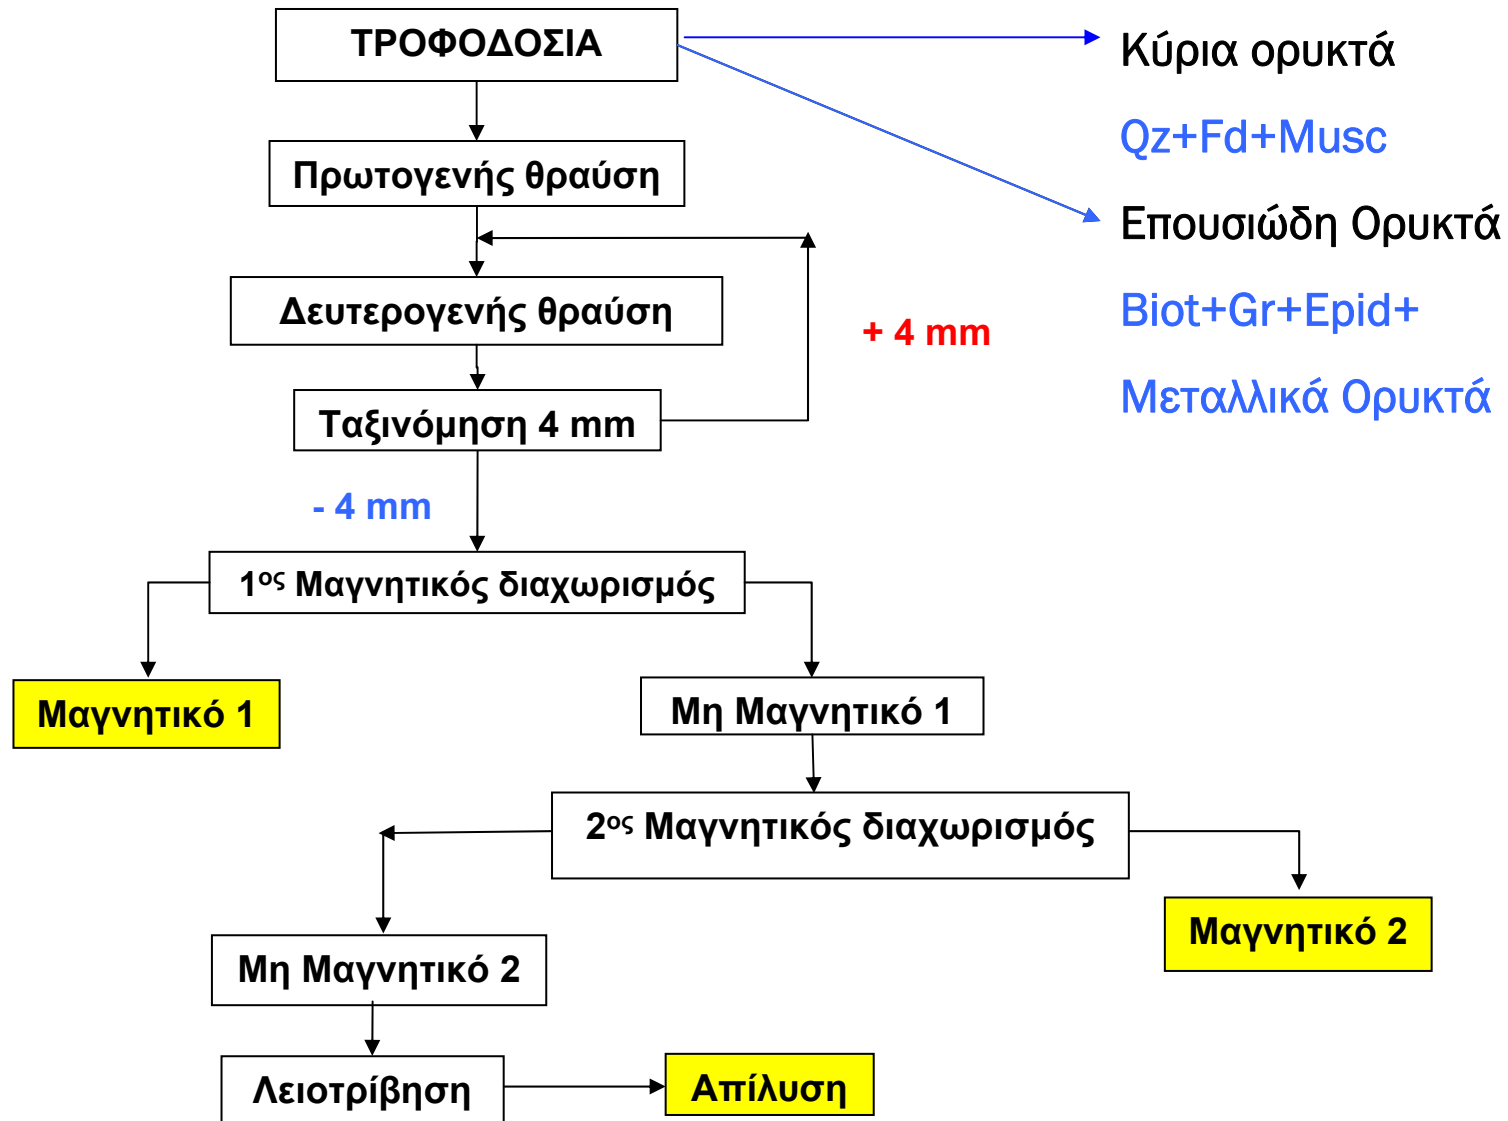 ΤΡΟΦΟΔΟΣΙΑ
Κύρια ορυκτά
Qz+Fd+Musc
Πρωτογενής θραύση
Επουσιώδη Ορυκτά
Δευτερογενής θραύση
Biot+Gr+Epid+
+ 4 mm
Μεταλλικά Ορυκτά
Ταξινόμηση 4 mm
- 4 mm
1ος Μαγνητικός διαχωρισμός
Μαγνητικό 1
Μη Μαγνητικό 1
2ος Μαγνητικός διαχωρισμός
Μαγνητικό 2
Μη Μαγνητικό 2
Λειοτρίβηση
Απίλυση